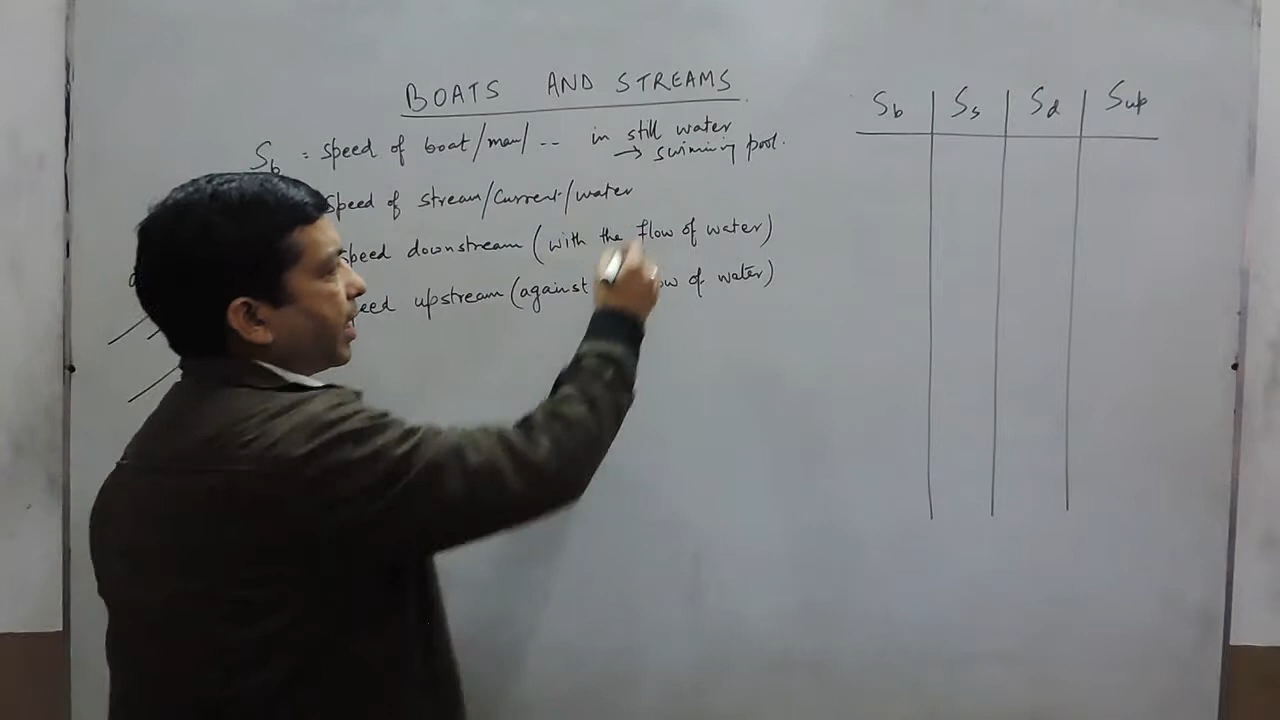 BOATS AND STREAMS
Sb = speed of boat/man/ -- in still water
→ swimming pool.
speed of stream/current/water
speed downstream (with the flow of water)
eed upstream (against ow of water)
Sb Ss Sd Sup